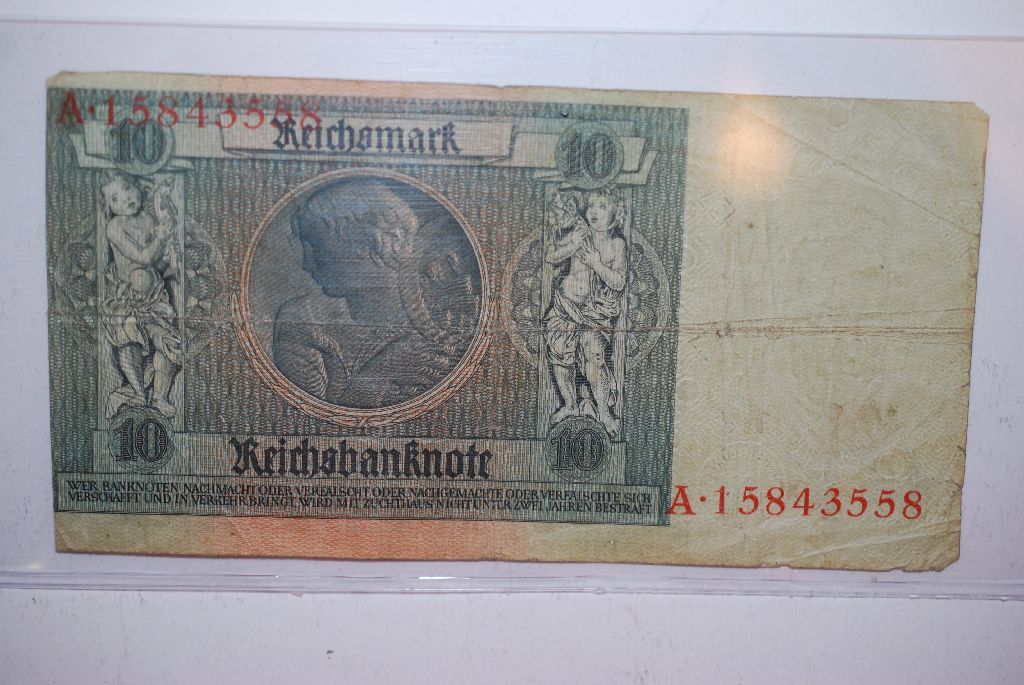 A·15843558
10 Reichsmark 10
10 Reichsbanknote 10
WER BANKNOTEN NACHMACHT ODER VERFÄLSCHT ODER NACHGEMACHTE ODER VERFÄLSCHTE SICH
VERSCHAFFT UND IN VERKEHR BRINGT, WIRD MIT ZUCHTHAUS NICHT UNTER ZWEI JAHREN BESTRAFT
A·15843558